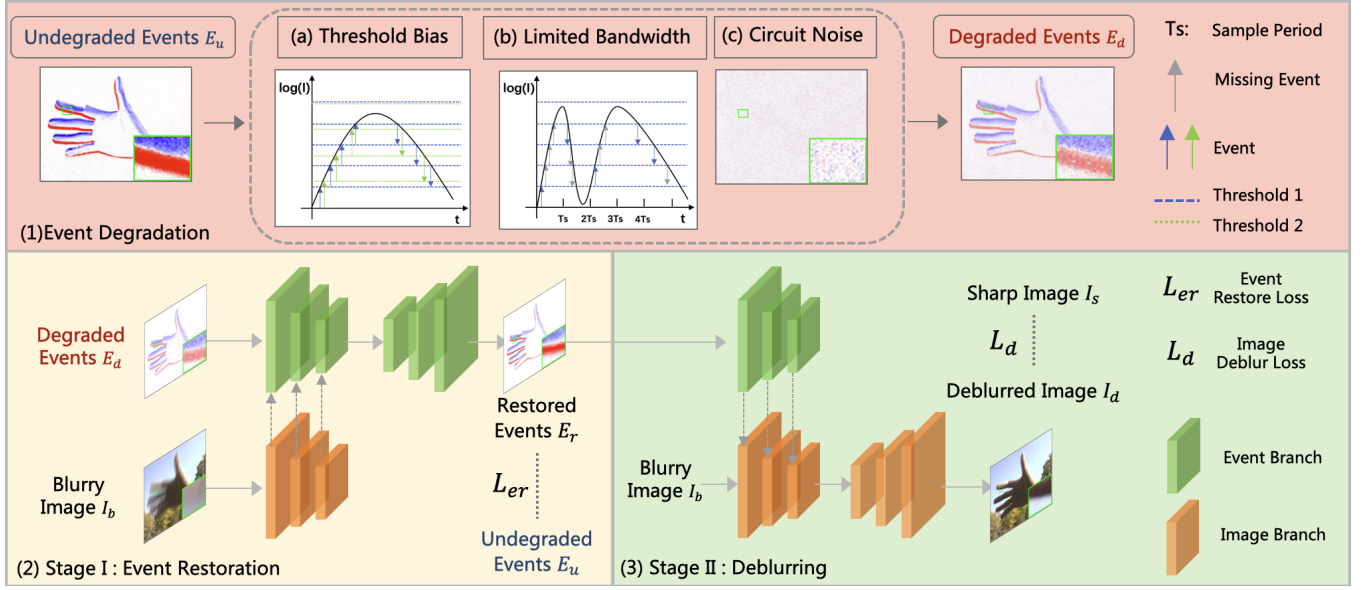 Undegraded Events E_u
(a) Threshold Bias
(b) Limited Bandwidth
(c) Circuit Noise
Degraded Events E_d
Ts: Sample Period
Missing Event
Event
Threshold 1
Threshold 2
log(I)
t
log(I)
Ts 2Ts 3Ts 4Ts
t
(1)Event Degradation
Degraded
Events E_d
Blurry
Image I_b
Restored
Events E_r
L_er
Undegraded
Events E_u
(2) Stage I : Event Restoration
Blurry
Image I_b
Sharp Image I_s
L_d
Deblurred Image I_d
L_er Event
Restore Loss
L_d Image
Deblur Loss
Event Branch
Image Branch
(3) Stage II : Deblurring